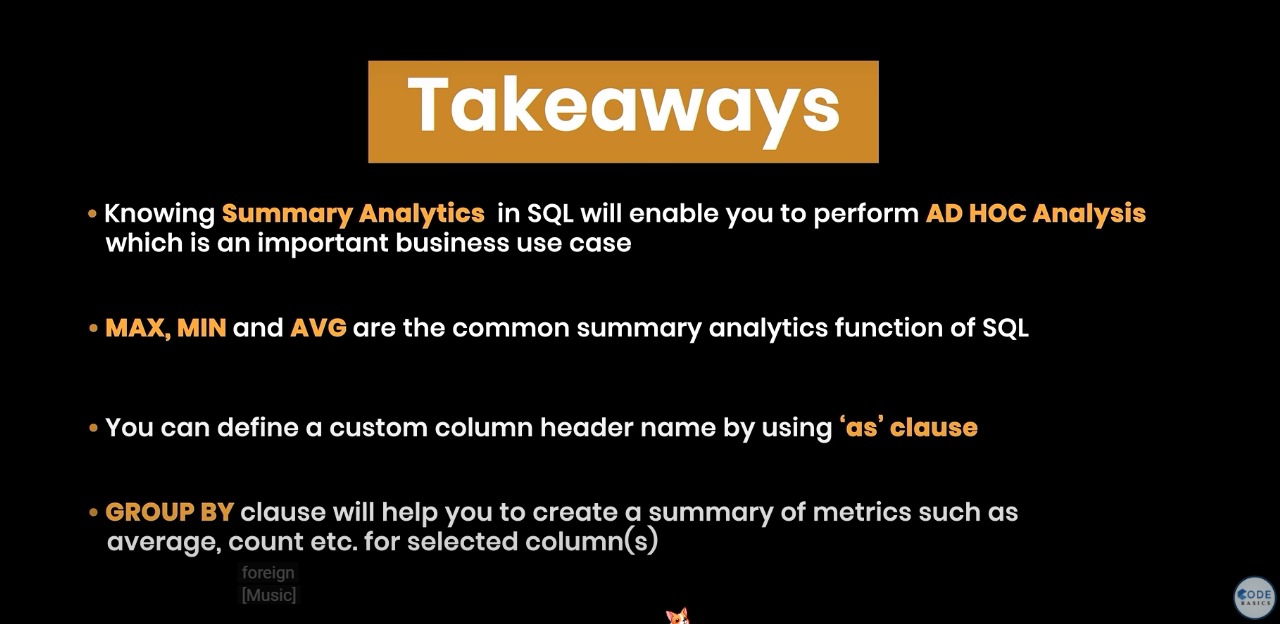 Takeaways
• Knowing Summary Analytics in SQL will enable you to perform AD HOC Analysis
which is an important business use case
• MAX, MIN and AVG are the common summary analytics function of SQL
• You can define a custom column header name by using ‘as’ clause
• GROUP BY clause will help you to create a summary of metrics such as
average, count etc. for selected column(s)
foreign
[Music]
CODE
BASICS